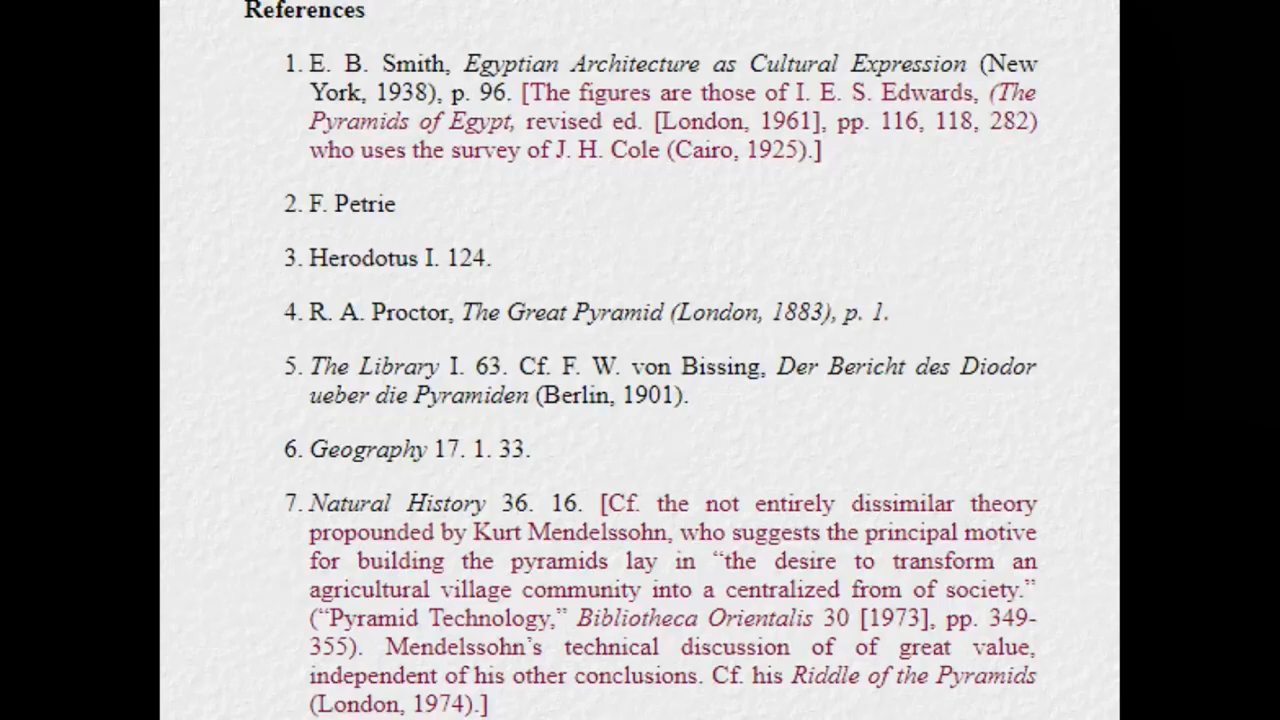 References
1. E. B. Smith, Egyptian Architecture as Cultural Expression (New
York, 1938), p. 96. [The figures are those of I. E. S. Edwards, (The
Pyramids of Egypt, revised ed. [London, 1961], pp. 116, 118, 282)
who uses the survey of J. H. Cole (Cairo, 1925).]
2. F. Petrie
3. Herodotus I. 124.
4. R. A. Proctor, The Great Pyramid (London, 1883), p. 1.
5. The Library I. 63. Cf. F. W. von Bissing, Der Bericht des Diodor
ueber die Pyramiden (Berlin, 1901).
6. Geography 17. 1. 33.
7. Natural History 36. 16. [Cf. the not entirely dissimilar theory
propounded by Kurt Mendelssohn, who suggests the principal motive
for building the pyramids lay in “the desire to transform an
agricultural village community into a centralized from of society.”
(“Pyramid Technology,” Bibliotheca Orientalis 30 [1973], pp. 349-
355). Mendelssohn’s technical discussion of of great value,
independent of his other conclusions. Cf. his Riddle of the Pyramids
(London, 1974).]